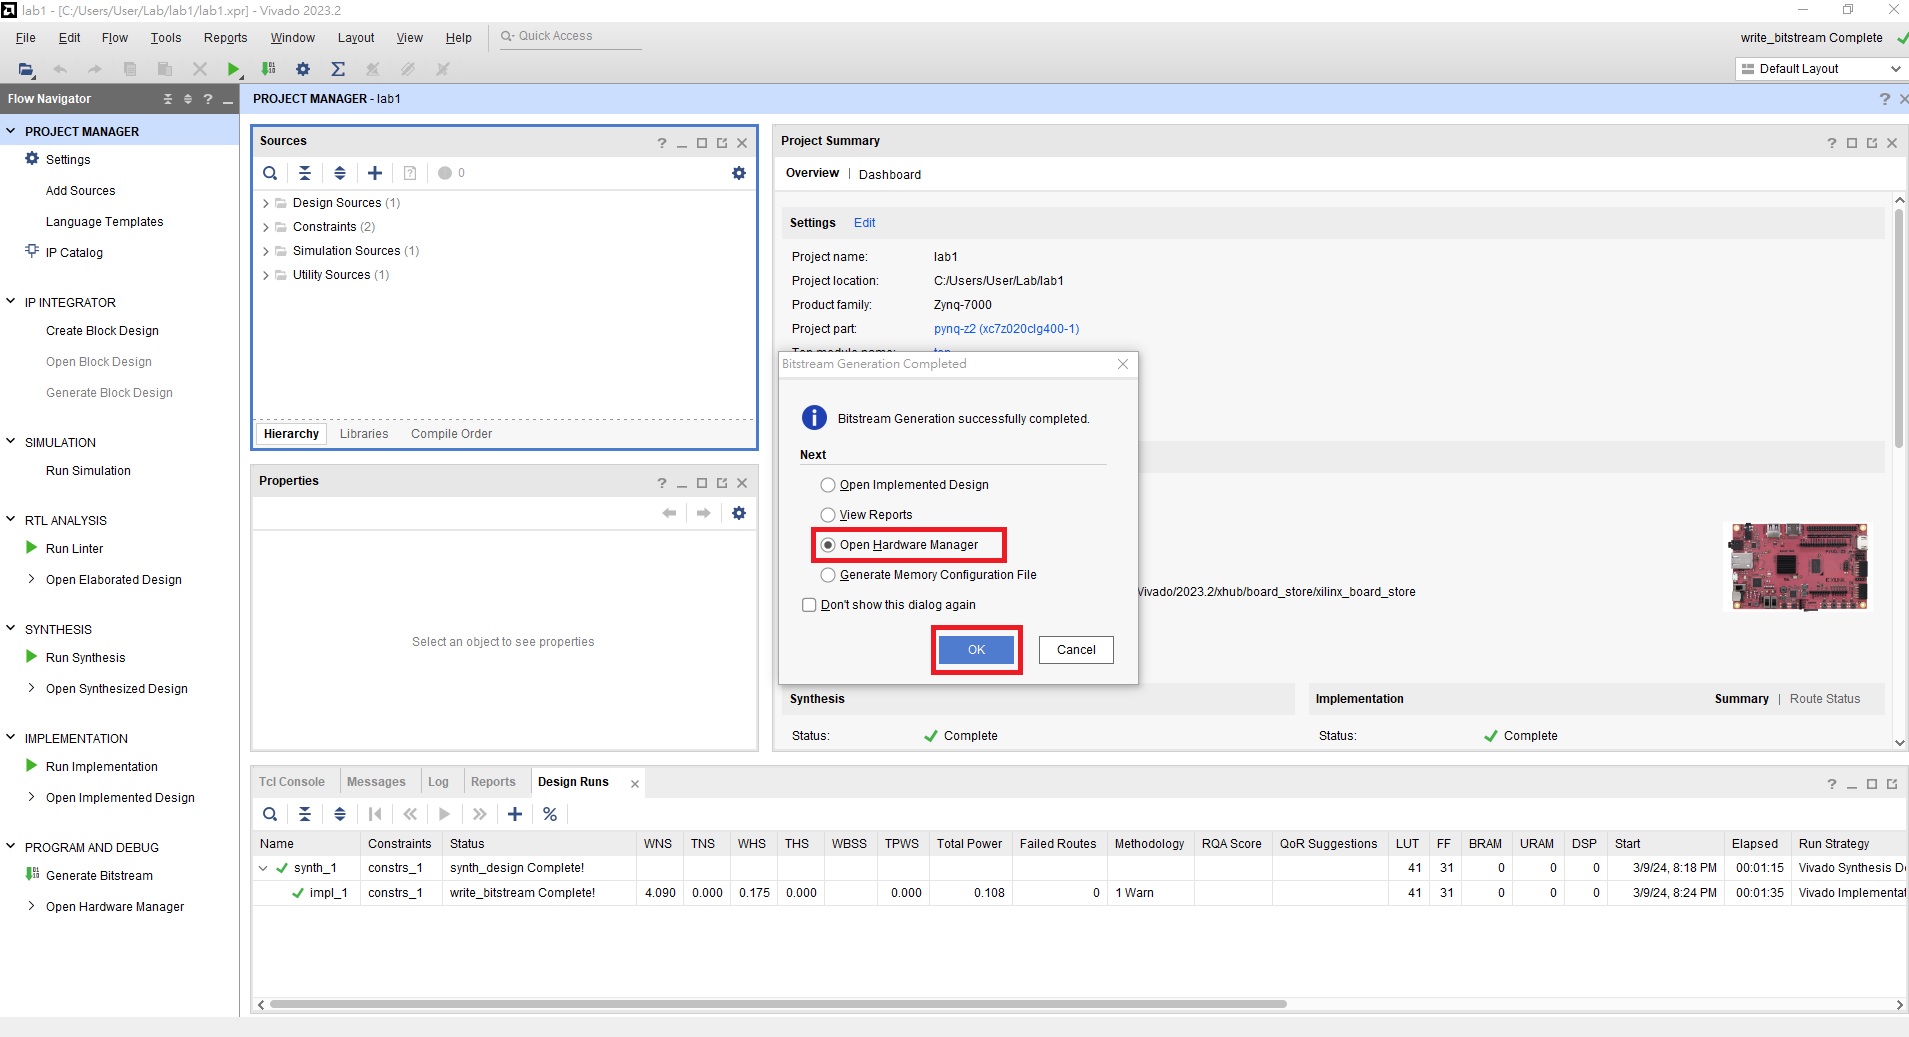 lab1 - [C:/Users/User/Lab/lab1/lab1.xpr] - Vivado 2023.2
File Edit Flow Tools Reports Window Layout View Help Quick Access
write_bitstream Complete
Default Layout
Flow Navigator
PROJECT MANAGER
Settings
Add Sources
Language Templates
IP Catalog
IP INTEGRATOR
Create Block Design
Open Block Design
Generate Block Design
SIMULATION
Run Simulation
RTL ANALYSIS
Run Linter
Open Elaborated Design
SYNTHESIS
Run Synthesis
Open Synthesized Design
IMPLEMENTATION
Run Implementation
Open Implemented Design
PROGRAM AND DEBUG
Generate Bitstream
Open Hardware Manager
PROJECT MANAGER - lab1
Sources
0
Design Sources (1)
Constraints (2)
Simulation Sources (1)
Utility Sources (1)
Hierarchy Libraries Compile Order
Properties
Select an object to see properties
Project Summary
Overview | Dashboard
Settings Edit
Project name: lab1
Project location: C:/Users/User/Lab/lab1
Product family: Zynq-7000
Project part: pynq-z2 (xc7z020clg400-1)
Bitstream Generation Completed
Bitstream Generation successfully completed.
Next
Open Implemented Design
View Reports
Open Hardware Manager
Generate Memory Configuration File
Don't show this dialog again
OK Cancel
Vivado/2023.2/xhub/board_store/xilinx_board_store
Synthesis
Status: Complete
Implementation Summary | Route Status
Status: Complete
Tcl Console Messages Log Reports Design Runs
Name Constraints Status WNS TNS WHS THS WBSS TPWS Total Power Failed Routes Methodology RQA Score QoR Suggestions LUT FF BRAM URAM DSP Start Elapsed Run Strategy
synth_1 constrs_1 synth_design Complete! 41 31 0 0 0 3/9/24, 8:18 PM 00:01:15 Vivado Synthesis D
impl_1 constrs_1 write_bitstream Complete! 4.090 0.000 0.175 0.000 0.000 0.108 0 1 Warn 41 31 0 0 0 3/9/24, 8:24 PM 00:01:35 Vivado Implementa